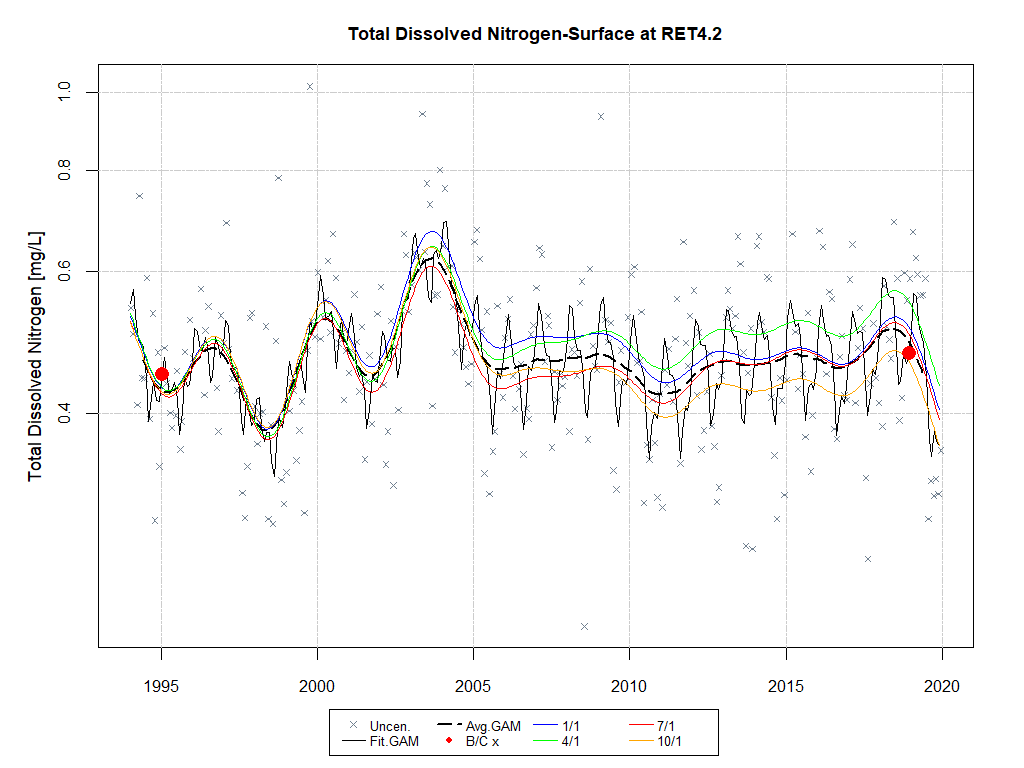 Total Dissolved Nitrogen-Surface at RET4.2
Total Dissolved Nitrogen [mg/L]
1.0
0.8
0.6
0.4
1995 2000 2005 2010 2015 2020
Uncen. Avg.GAM 1/1 7/1
Fit.GAM B/C x 4/1 10/1